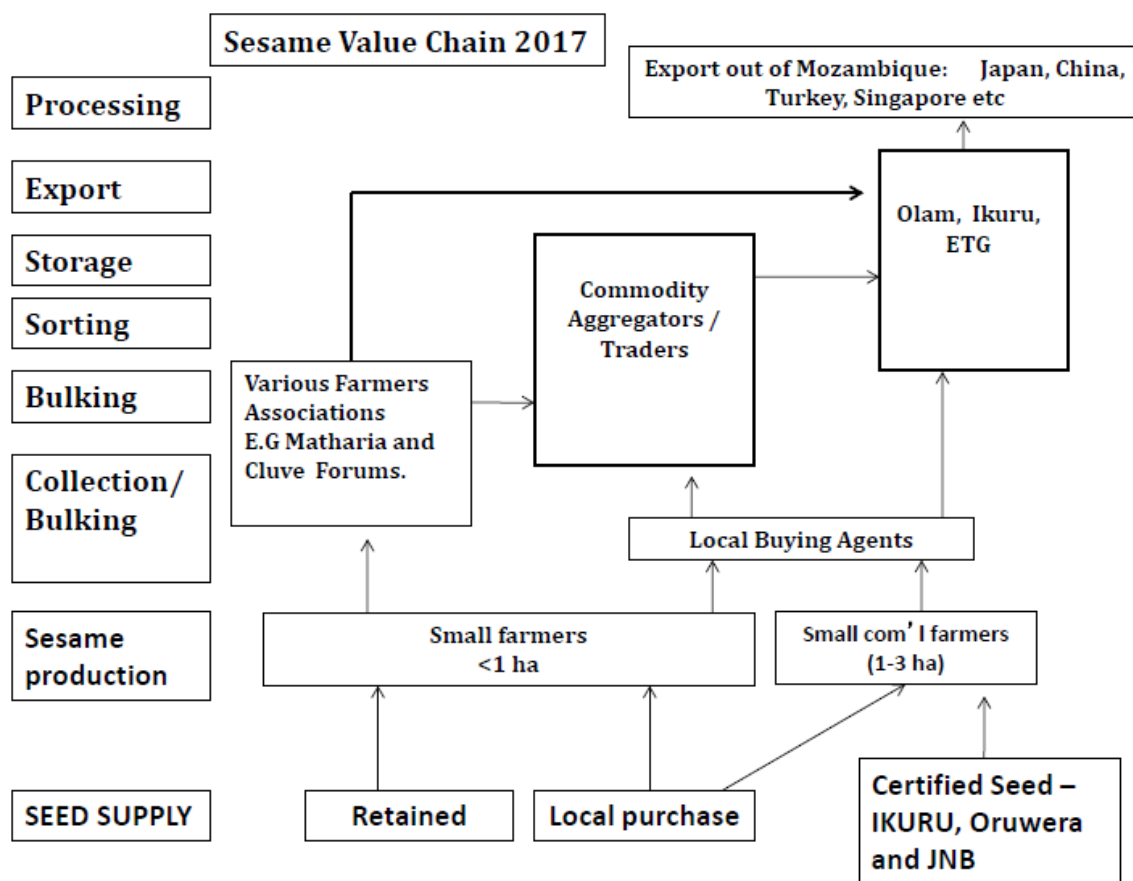 Sesame Value Chain 2017
Export out of Mozambique: Japan, China,
Turkey, Singapore etc
Processing
Export
Olam, Ikuru,
ETG
Storage
Commodity
Aggregators /
Traders
Sorting
Various Farmers
Associations
E.G Matharia and
Cluve Forums.
Bulking
Collection/
Bulking
Local Buying Agents
Sesame
production
Small farmers
<1 ha
Small com' l farmers
(1-3 ha)
SEED SUPPLY
Retained
Local purchase
Certified Seed –
IKURU, Oruwera
and JNB